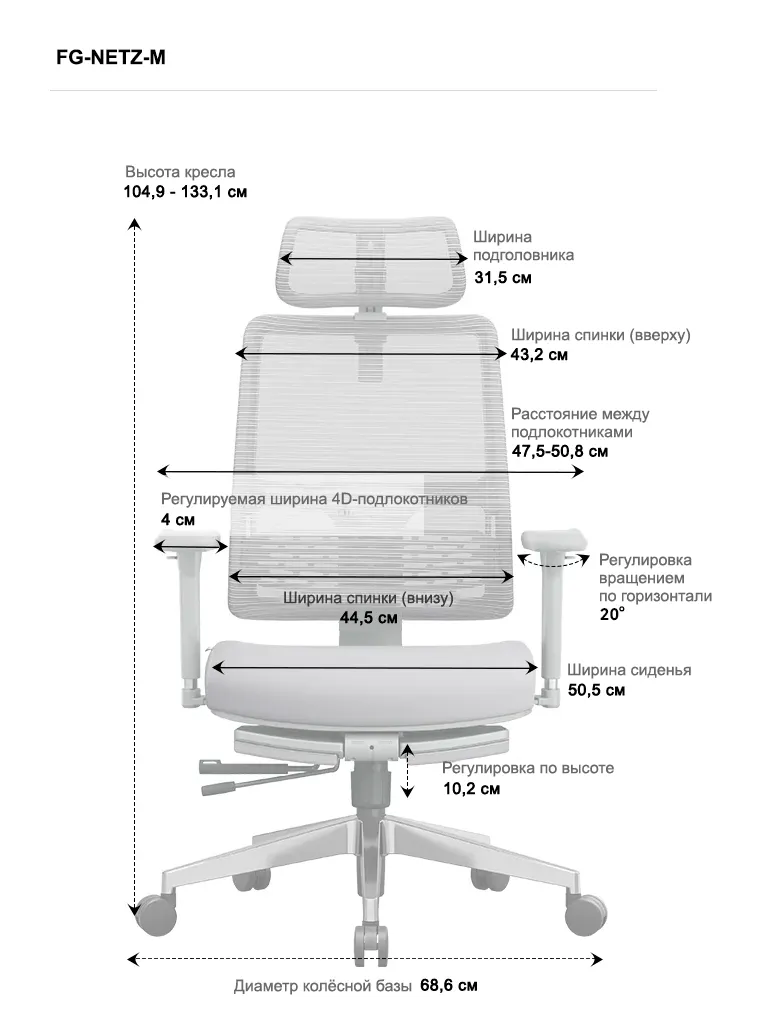 FG-NETZ-M
Высота кресла
104,9 - 133,1 см
Ширина
подголовника
31,5 см
Ширина спинки (вверху)
43,2 см
Расстояние между
подлокотниками
47,5-50,8 см
Регулируемая ширина 4D-подлокотников
4 см
Регулировка
вращением
по горизонтали
20°
Ширина спинки (внизу)
44,5 см
Ширина сиденья
50,5 см
Регулировка по высоте
10,2 см
Диаметр колёсной базы 68,6 см